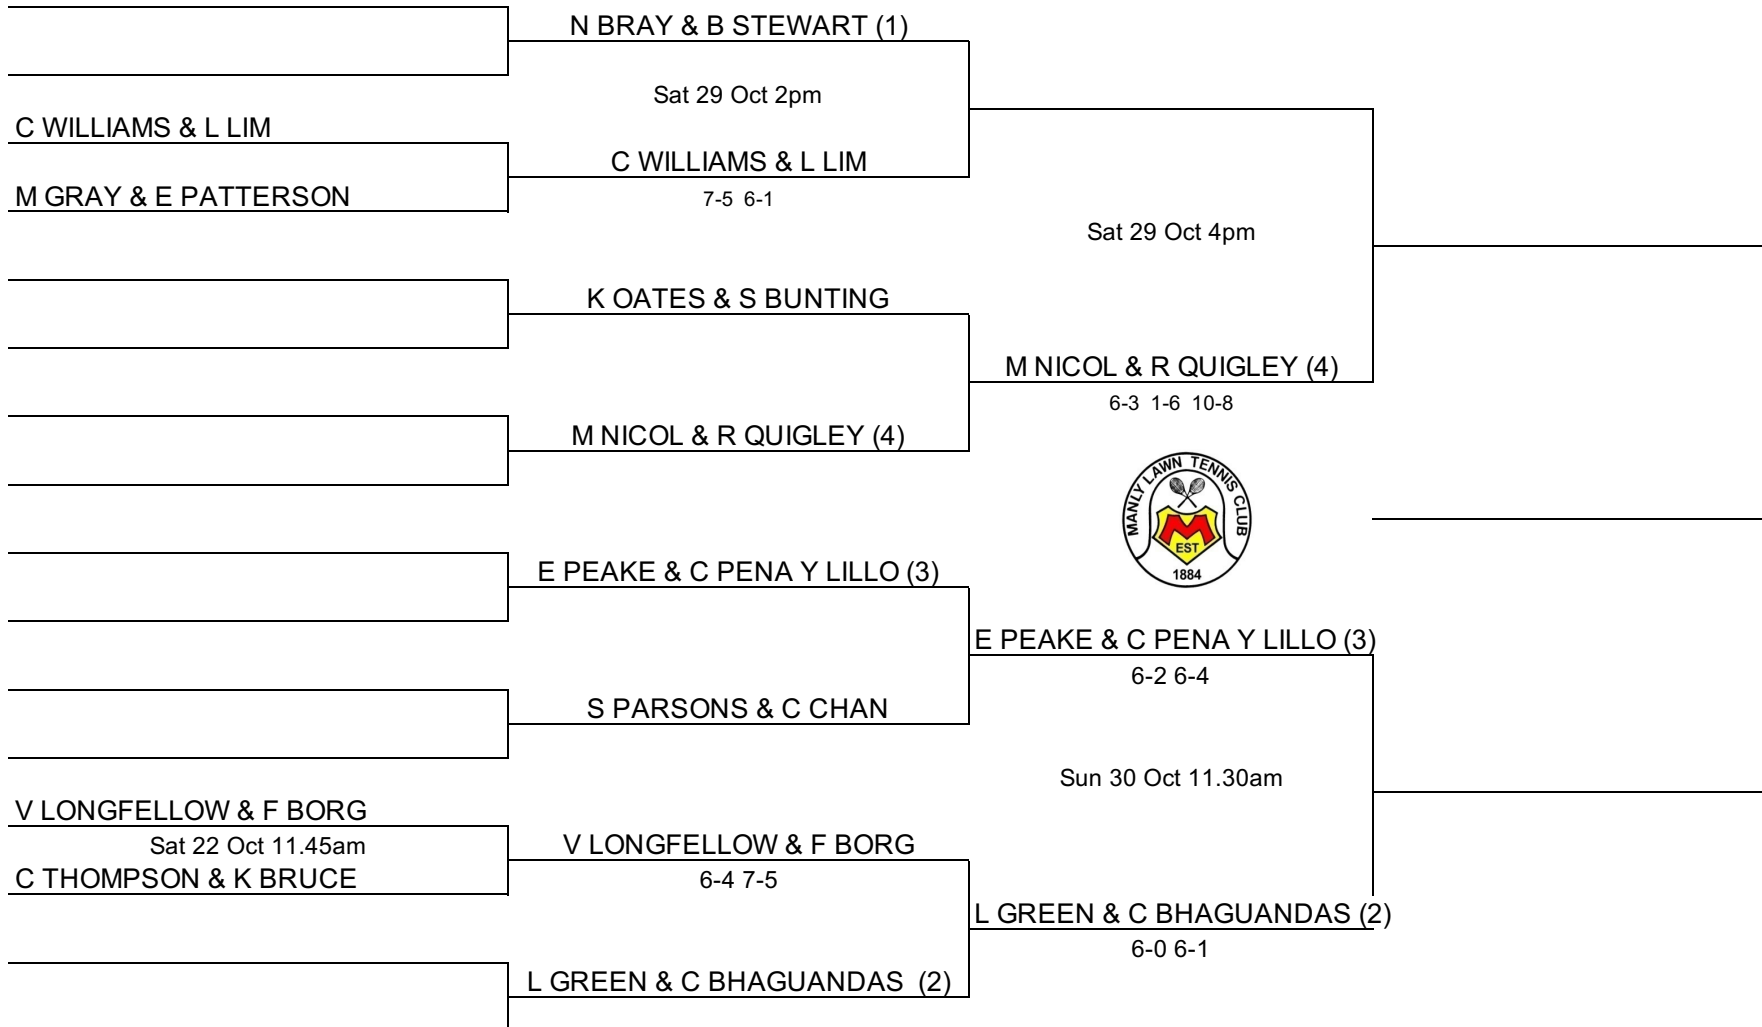 N BRAY & B STEWART (1)
Sat 29 Oct 2pm
C WILLIAMS & L LIM
C WILLIAMS & L LIM
M GRAY & E PATTERSON
7-5 6-1
Sat 29 Oct 4pm
K OATES & S BUNTING
M NICOL & R QUIGLEY (4)
6-3 1-6 10-8
M NICOL & R QUIGLEY (4)
MANLY LAWN TENNIS CLUB
M
EST
1884
E PEAKE & C PENA Y LILLO (3)
E PEAKE & C PENA Y LILLO (3)
6-2 6-4
S PARSONS & C CHAN
Sun 30 Oct 11.30am
V LONGFELLOW & F BORG
Sat 22 Oct 11.45am
V LONGFELLOW & F BORG
C THOMPSON & K BRUCE
6-4 7-5
L GREEN & C BHAGUANDAS (2)
6-0 6-1
L GREEN & C BHAGUANDAS (2)